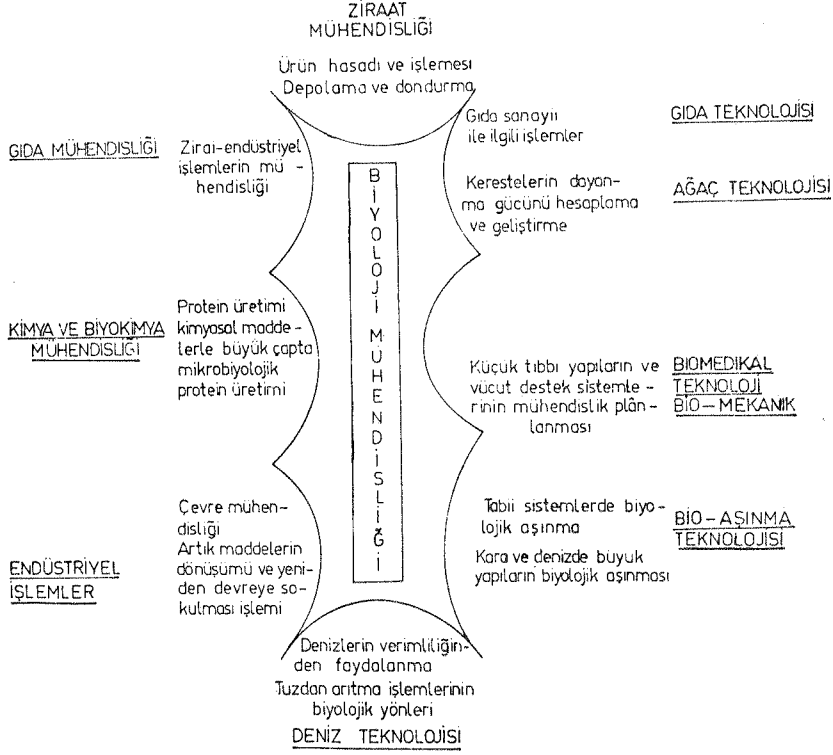 ZİRAAT
MÜHENDİSLİĞİ
Ürün hasadı ve işlemesi
Depolama ve dondurma
GIDA MÜHENDISLİĞİ
Zirai-endüstriyel
işlemlerin mü -
hendisliği
Gıda sanayii
ile ilgili işlemler
GIDA TEKNOLOJİSİ
Kerestelerin dayan-
ma gücünü hesaplama
ve geliştirme
AĞAÇ TEKNOLOJİSİ
BİYOLOJİ MÜHENDİSLİĞİ
KİMYA VE BİYOKİMYA
MÜHENDİSLİĞİ
Protein üretimi
kimyasal madde-
lerle büyük çapta
mikrobiyolojik
protein üretimi
Küçük tıbbı yapıların ve
vücut destek sistemle -
rinin mühendislik plân -
lanması
BIOMEDIKAL
TEKNOLOJİ
BİO-MEKANİK
Çevre mühen-
disliği
Artık maddelerin
dönüşümü ve yeni-
den devreye so-
kulması işlemi
ENDÜSTRİYEL
İŞLEMLER
Tabii sistemlerde biyo-
lojik aşınma
Kara ve denizde büyük
yapıların biyolojik aşınması
BİO-AŞINMA
TEKNOLOJİSİ
Denizlerin verimliliğin-
den faydalanma
Tuzdan arıtma işlemlerinin
biyolojik yönleri
DENİZ TEKNOLOJİSİ